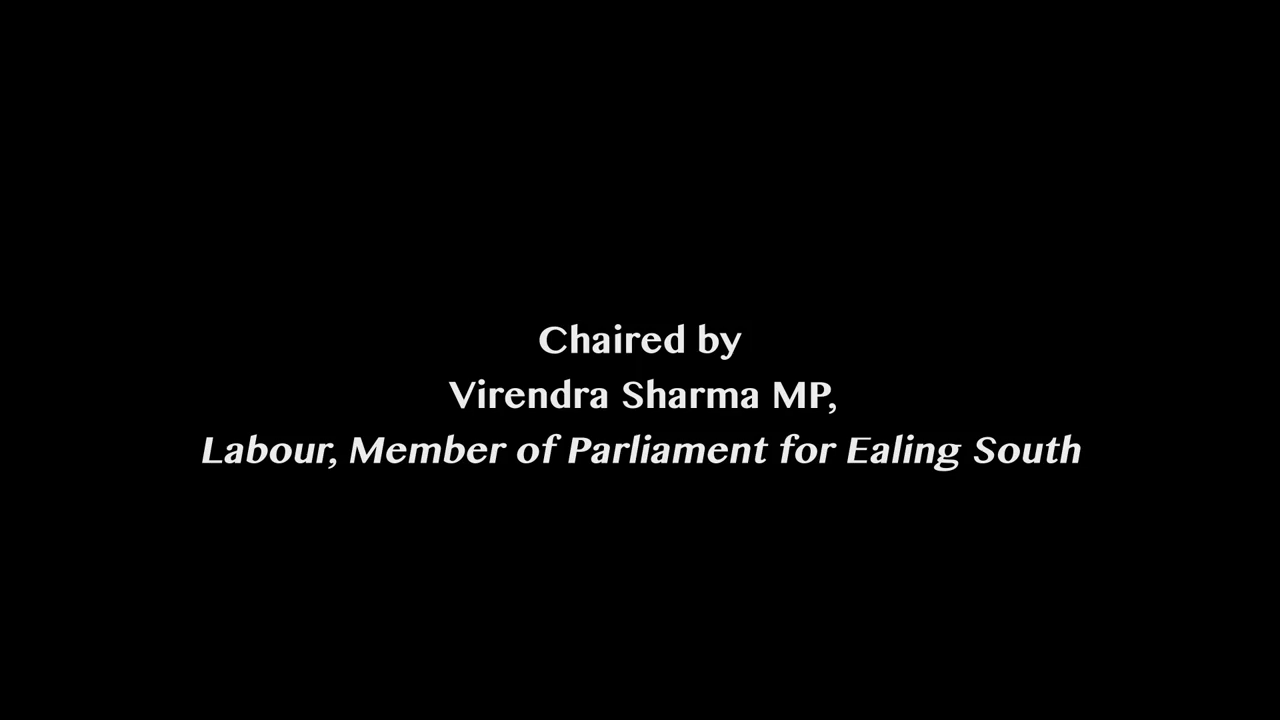 Chaired by
Virendra Sharma MP,
Labour, Member of Parliament for Ealing South